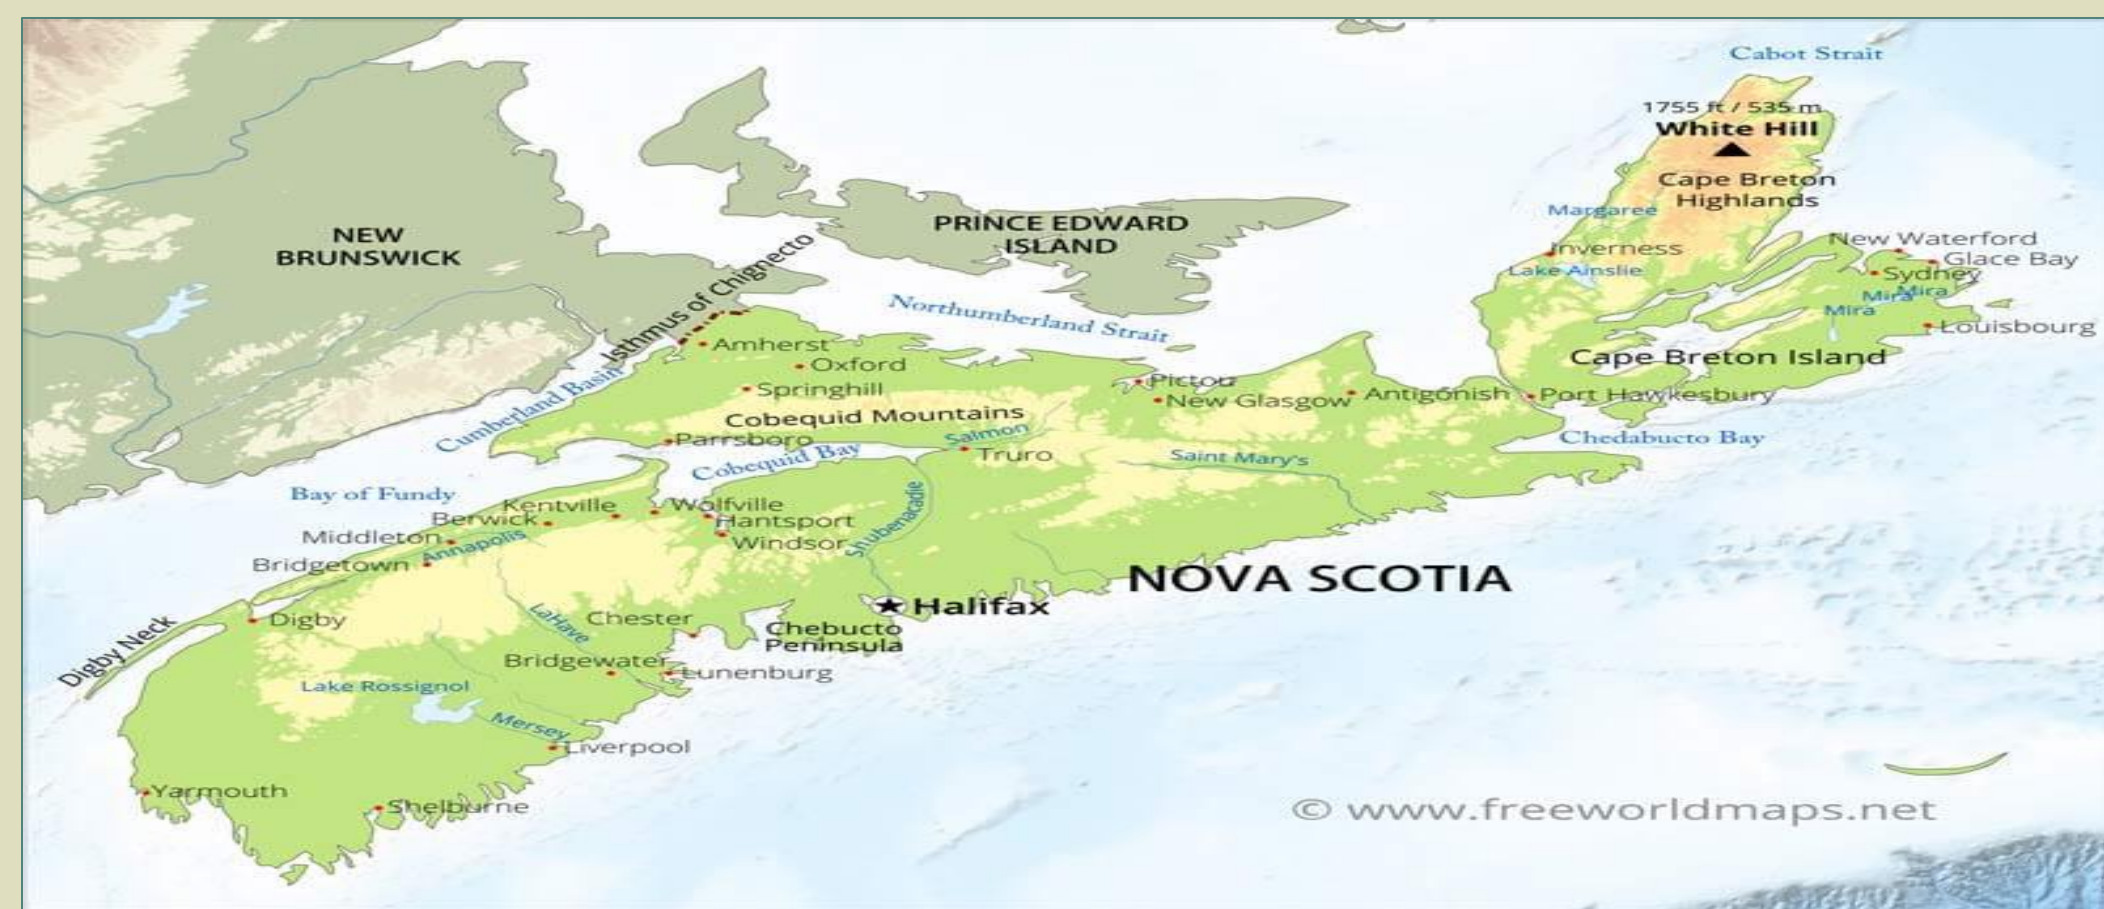 Cabot Strait
1755 ft / 535 m
White Hill
Cape Breton
Highlands
Margaree
NEW
BRUNSWICK
PRINCE EDWARD
ISLAND
Isthmus of Chignecto
Inverness
Lake Ainslie
New Waterford
Glace Bay
Sydney
Mira
Mira
Mira
Louisbourg
Northumberland Strait
Amherst
Oxford
Springhill
Cape Breton Island
Pictou
New Glasgow
Antigonish
Port Hawkesbury
Cumberland Basin
Cobequid Mountains
Parrsboro
Salmon
Truro
Cobequid Bay
Saint Mary's
Chedabucto Bay
Bay of Fundy
Kentville
Wolfville
Berwick
Hantsport
Middleton
Annapolis
Windsor
Shubenacadie
Bridgetown
NOVA SCOTIA
Halifax
Digby
Digby Neck
LaHave
Chester
Chebucto
Peninsula
Bridgewater
Lunenburg
Lake Rossignol
Mersey
Liverpool
Yarmouth
Shelburne
© www.freeworldmaps.net